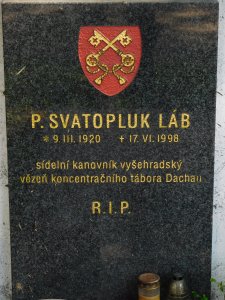 P. SVATOPLUK LÁB
* 9. III. 1920 + 17. VI. 1998
sídelní kanovník vyšehradský
vězeň koncentračního tábora Dachau
R. I. P.